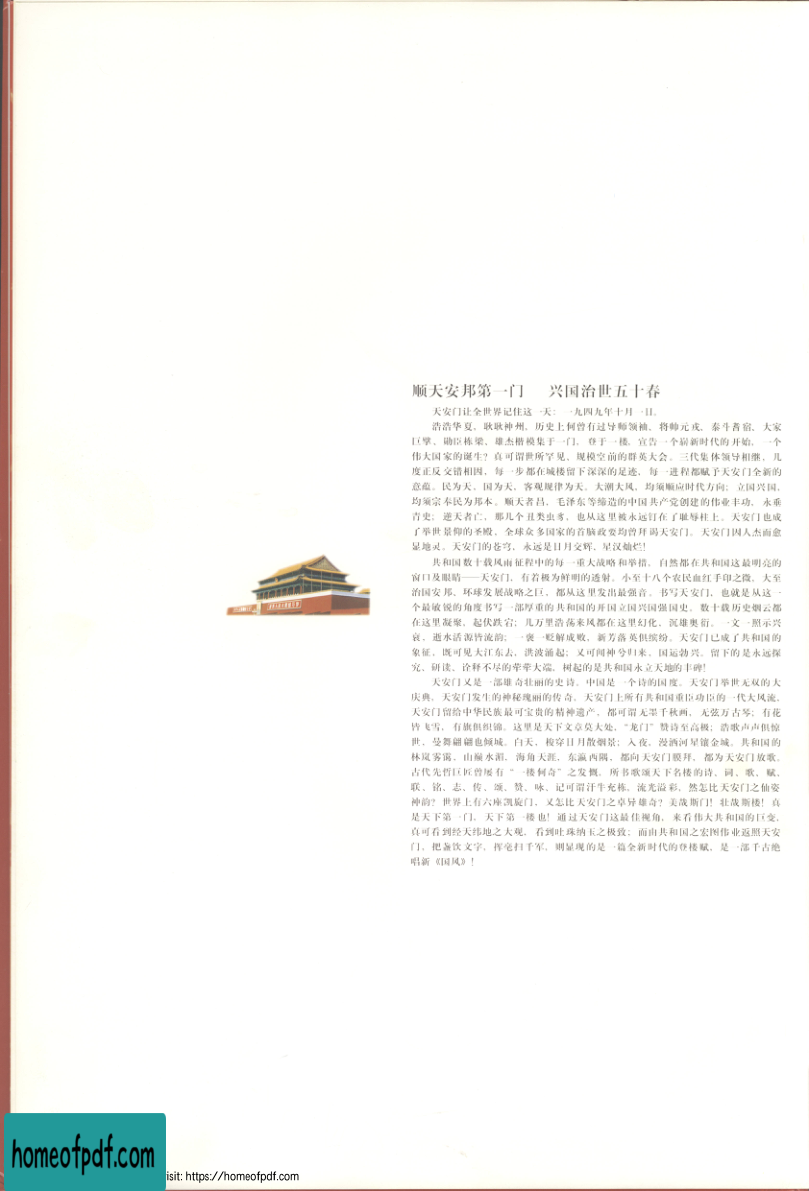 顺天安邦第一门 兴国治世五十春
天安门让全世界记住这一天：一九四九年十月一日。
浩浩华夏，耿耿神州，历史上何曾有过导师领袖，将帅元戎，泰斗耆宿，大家
巨擘，勋臣栋梁，雄杰楷模集于一门，登于一楼，宣告一个崭新时代的开始，一个
伟大国家的诞生？真可谓世所罕见、规模空前的群英大会。三代集体领导相继，几
度正反交错相因，每一步都在城楼留下深深的足迹，每一进程都赋予天安门全新的
意蕴。民为天，国为天，客观规律为天。大潮大风，均须顺应时代方向；立国兴国，
均须宗奉民为邦本。顺天者昌，毛泽东等缔造的中国共产党创建的伟业丰功，永垂
青史；逆天者亡，那几个丑类虫豸，也从这里被永远钉在了耻辱柱上。天安门也成
了举世景仰的圣殿，全球众多国家的首脑政要均曾拜谒天安门。天安门因人杰而愈
显地灵。天安门的苍穹，永远是日月交辉，星汉灿烂！
共和国数十载风雨征程中的每一重大战略和举措，自然都在共和国这最明亮的
窗口及眼睛——天安门，有着极为鲜明的透射。小至十八个农民血红手印之微，大至
治国安邦、环球发展战略之巨，都从这里发出最强音。书写天安门，也就是从这一
个最敏锐的角度书写一部厚重的共和国的开国立国兴国强国史。数十载历史烟云都
在这里凝聚，起伏跌宕；几万里浩荡来风都在这里幻化，沉雄奥衍。一文一照示兴
衰，逝水活源皆流韵；一褒一贬解成败，新芳落英俱缤纷。天安门已成了共和国的
象征，既可见大江东去，洪波涌起；又可闻神兮归来，国运勃兴。留下的是永远探
究、研读、诠释不尽的荦荦大端，树起的是共和国永立天地的丰碑！
天安门又是一部雄奇壮丽的史诗。中国是一个诗的国度。天安门举世无双的大
庆典，天安门发生的神秘瑰丽的传奇，天安门上所有共和国重臣功臣的一代大风流，
天安门留给中华民族最可宝贵的精神遗产，都可谓无墨千秋画，无弦万古琴；有花
皆飞雪，有旗俱织锦。这里是天下文章莫大处，“龙门”赞诗至高极；浩歌声声俱惊
世，曼舞翩翩也倾城。白天，梭穿日月散烟景；入夜，漫洒河星镶金城。共和国的
林岚雾霭，山巅水湄，海角天涯，东瀛西隅，都向天安门膜拜，都为天安门放歌。
古代先哲巨匠曾屡有“一楼何奇”之发慨。所书歌颂天下名楼的诗、词、歌、赋、
联、铭、志、传、颂、赞、咏、记可谓汗牛充栋，流光溢彩，然怎比天安门之仙姿
神韵？世界上有六座凯旋门，又怎比天安门之卓异雄奇？美哉斯门！壮哉斯楼！真
是天下第一门，天下第一楼也！通过天安门这最佳视角，来看伟大共和国的巨变，
真可看到经天纬地之大观，看到吐珠纳玉之极致；而由共和国之宏图伟业返照天安
门，把盏饮文字，挥毫扫千军，则显现的是一篇全新时代的登楼赋，是一部千古绝
唱新《国风》！
homeofpdf.com
isit: https://homeofpdf.com